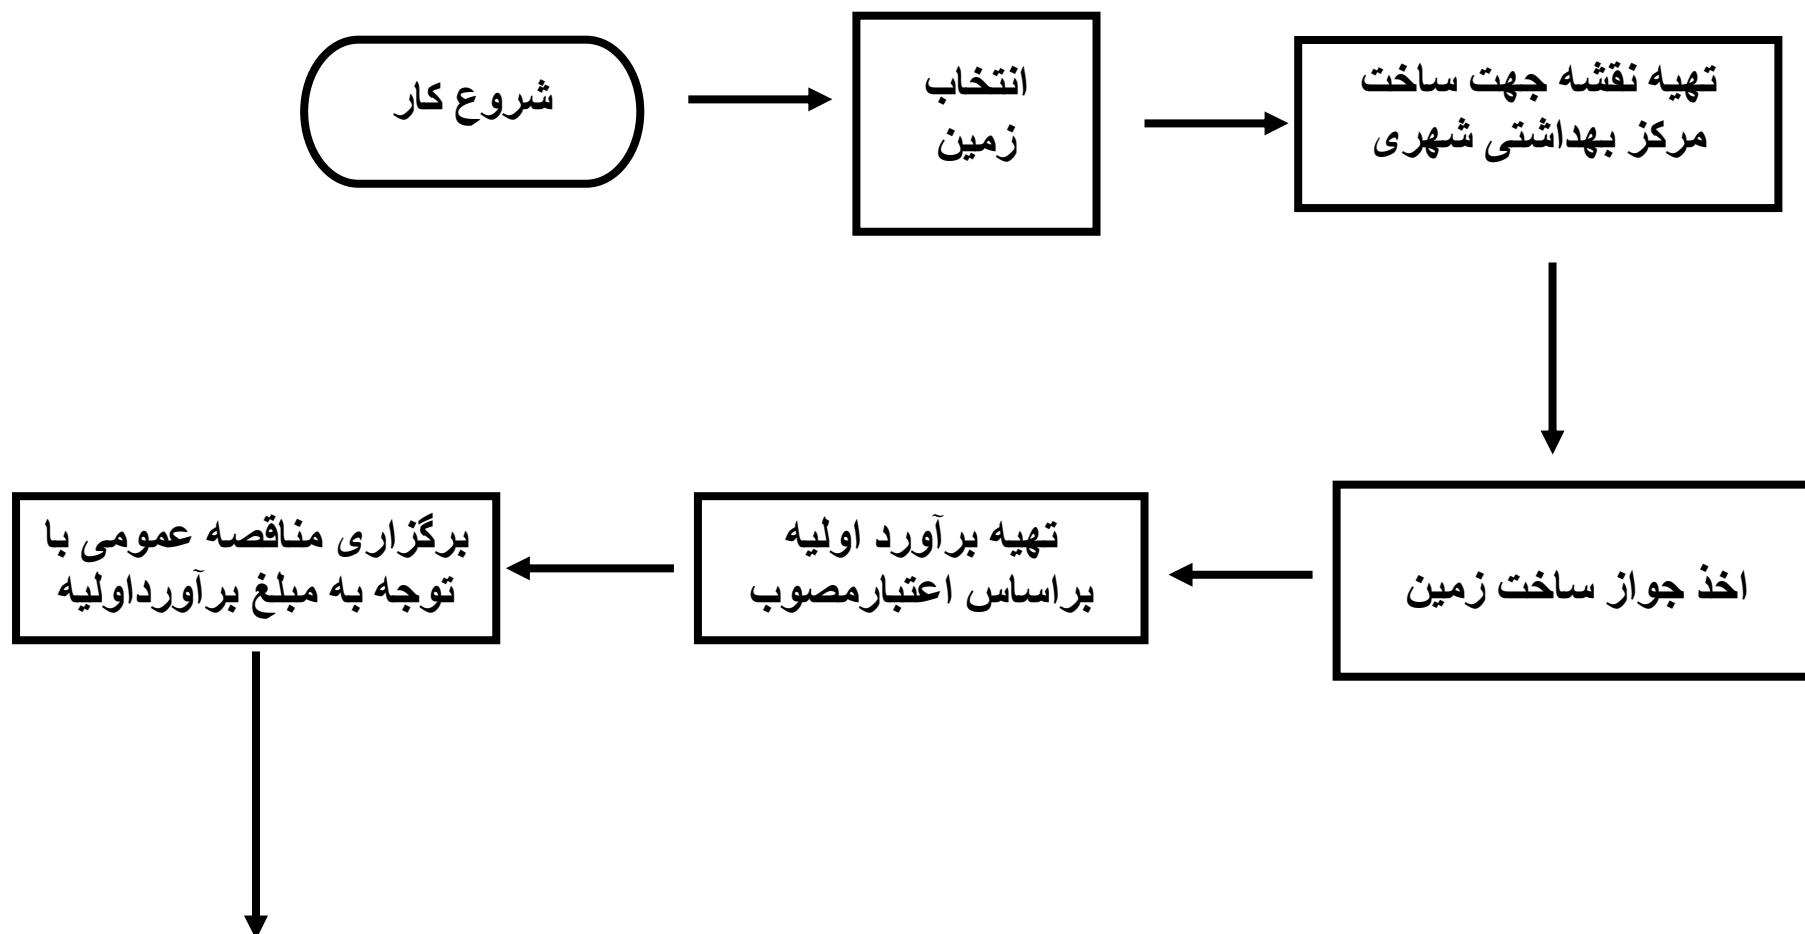 شروع کار
انتخاب
زمین
تهیه نقشه جهت ساخت
مرکز بهداشتی شهری
اخذ جواز ساخت زمین
تهیه برآورد اولیه
براساس اعتبارمصوب
برگزاری مناقصه عمومی با
توجه به مبلغ برآورداولیه